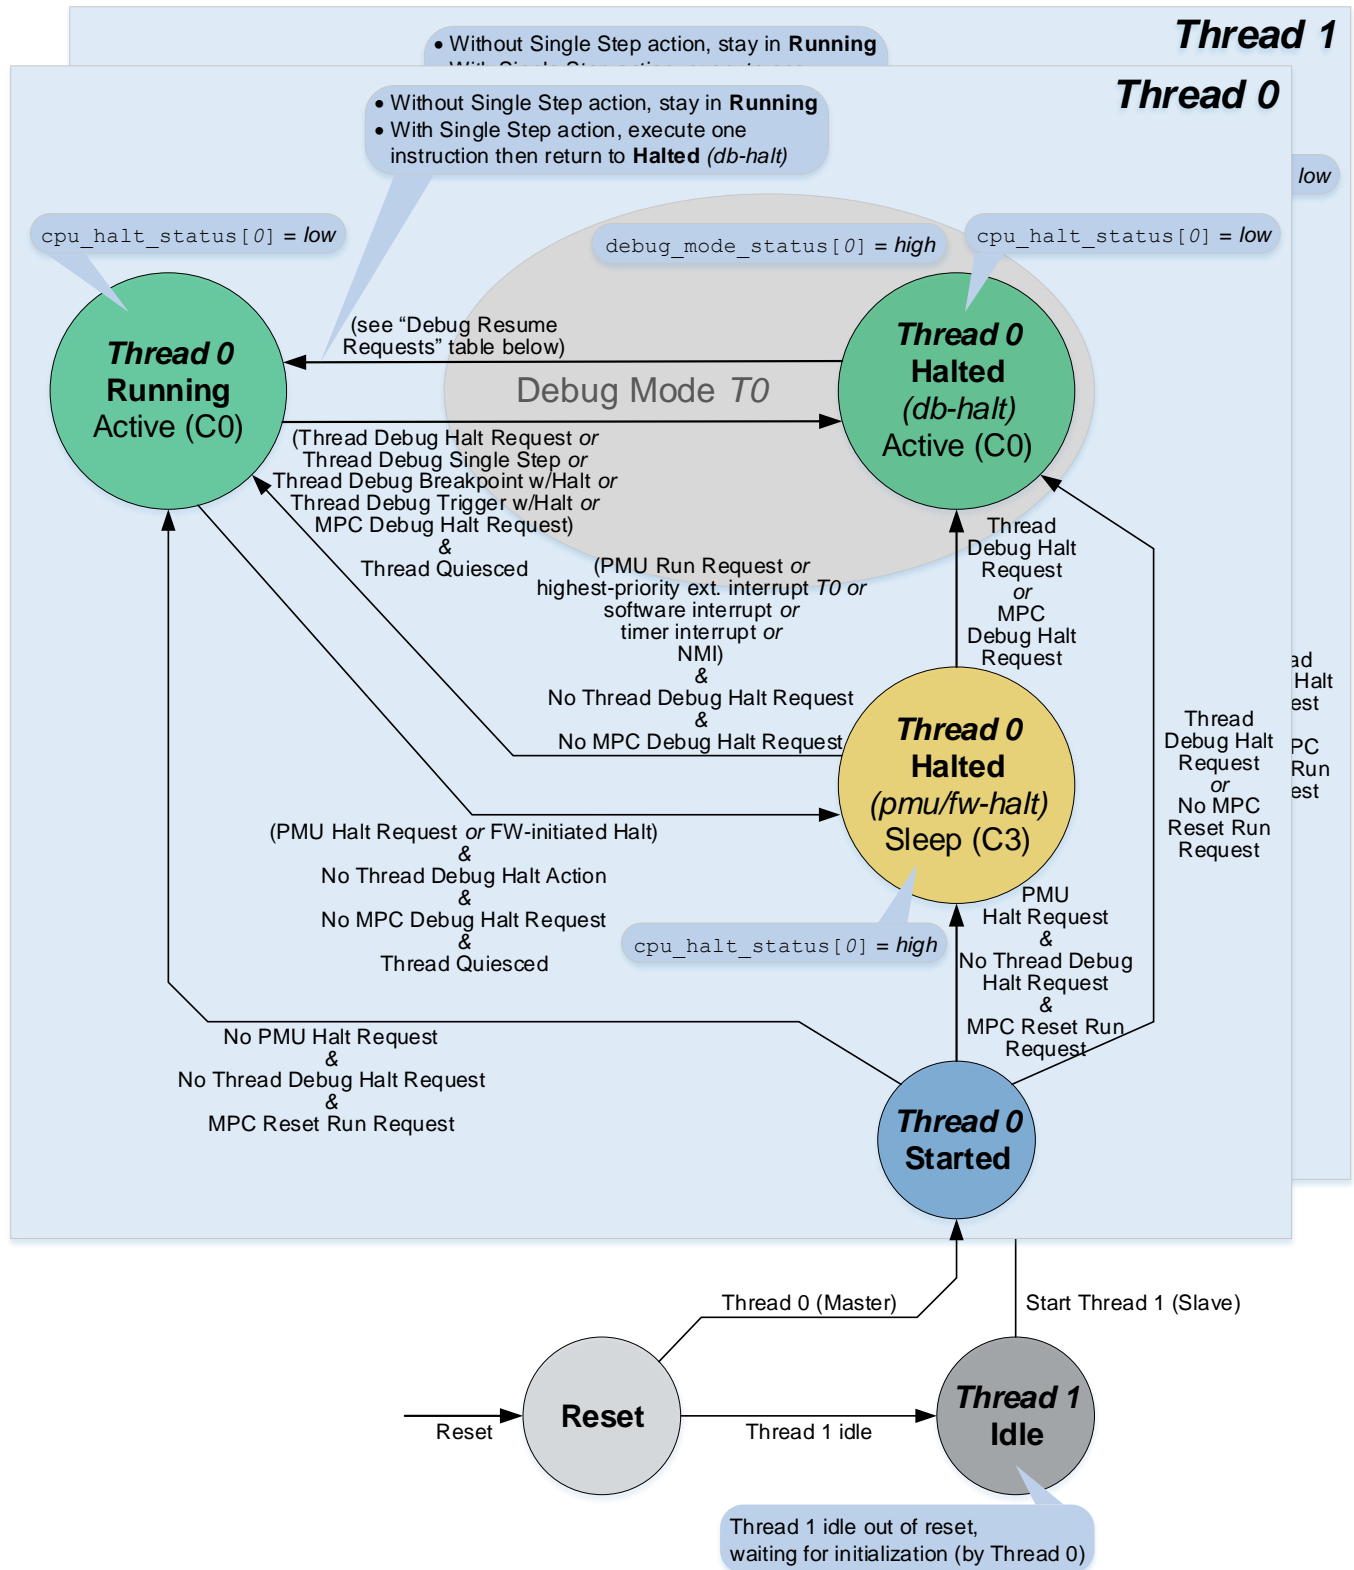 Thread 1
• Without Single Step action, stay in Running
Thread 0
• Without Single Step action, stay in Running
• With Single Step action, execute one
instruction then return to Halted (db-halt)
low
cpu_halt_status[0] = low
debug_mode_status[0] = high
cpu_halt_status[0] = low
(see “Debug Resume
Requests” table below)
Thread 0
Running
Active (C0)
Debug Mode T0
Thread 0
Halted
(db-halt)
Active (C0)
(Thread Debug Halt Request or
Thread Debug Single Step or
Thread Debug Breakpoint w/Halt or
Thread Debug Trigger w/Halt or
MPC Debug Halt Request)
&
Thread Quiesced
(PMU Run Request or
highest-priority ext. interrupt T0 or
software interrupt or
timer interrupt or
NMI)
&
No Thread Debug Halt Request
&
No MPC Debug Halt Request
Thread
Debug Halt
Request
or
MPC
Debug Halt
Request
Thread
Debug Halt
Request
or
No MPC
Reset Run
Request
ad
Halt
est
PC
Run
est
Thread 0
Halted
(pmu/fw-halt)
Sleep (C3)
(PMU Halt Request or FW-initiated Halt)
&
No Thread Debug Halt Action
&
No MPC Debug Halt Request
&
Thread Quiesced
cpu_halt_status[0] = high
PMU
Halt Request
&
No Thread Debug
Halt Request
&
MPC Reset Run
Request
No PMU Halt Request
&
No Thread Debug Halt Request
&
MPC Reset Run Request
Thread 0
Started
Thread 0 (Master)
Start Thread 1 (Slave)
Reset
Reset
Thread 1 idle
Thread 1
Idle
Thread 1 idle out of reset,
waiting for initialization (by Thread 0)